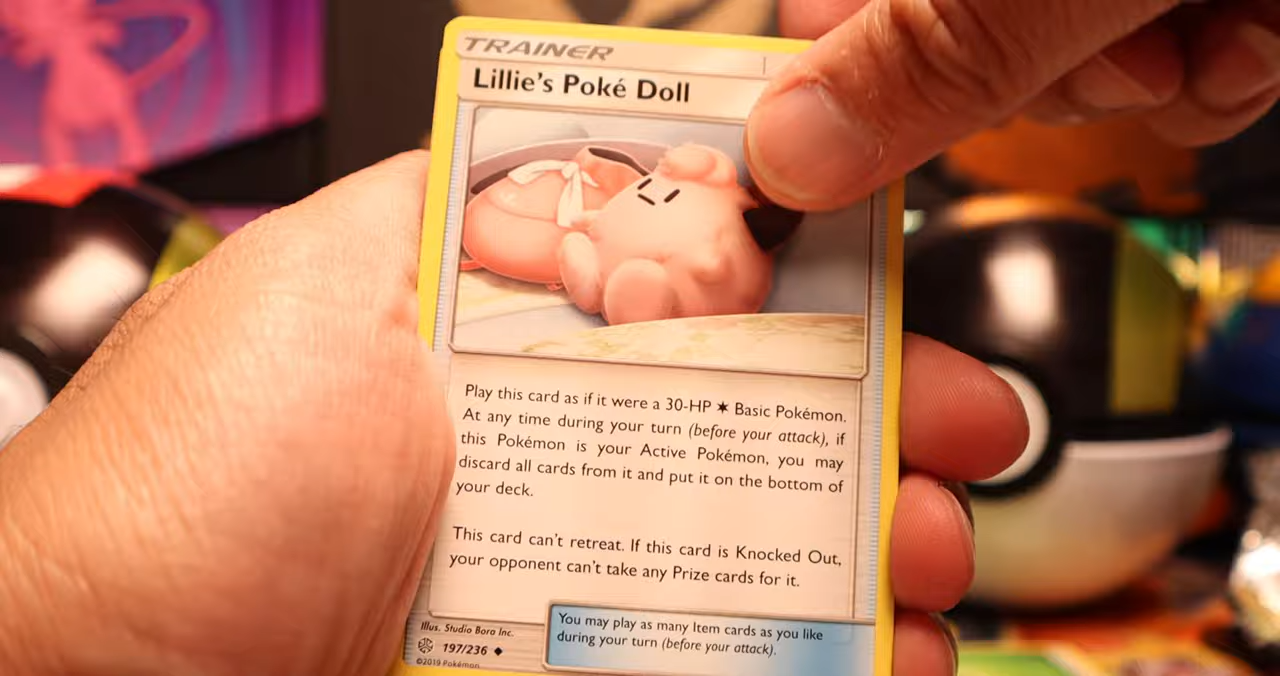 TRAINER
Lillie's Poké Doll
Play this card as if it were a 30-HP ✶ Basic Pokémon.
At any time during your turn (before your attack), if
this Pokémon is your Active Pokémon, you may
discard all cards from it and put it on the bottom of
your deck.
This card can't retreat. If this card is Knocked Out,
your opponent can't take any Prize cards for it.
You may play as many Item cards as you like
during your turn (before your attack).
Illus. Studio Bora Inc.
197/236 ◆
©2019 Pokémon